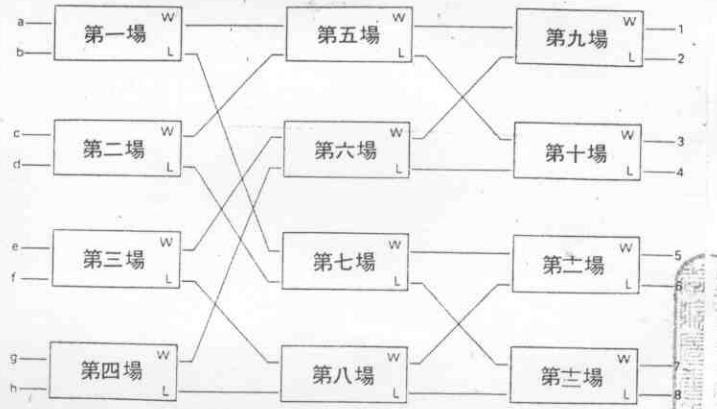 a 第一場 W L
b
第五場 W L
第九場 W L 1
2
c 第二場 W L
d
第六場 W L
第十場 W L 3
4
e 第三場 W L
f
第七場 W L
第十一場 W L 5
6
g 第四場 W L
h
第八場 W L
第十二場 W L 7
8